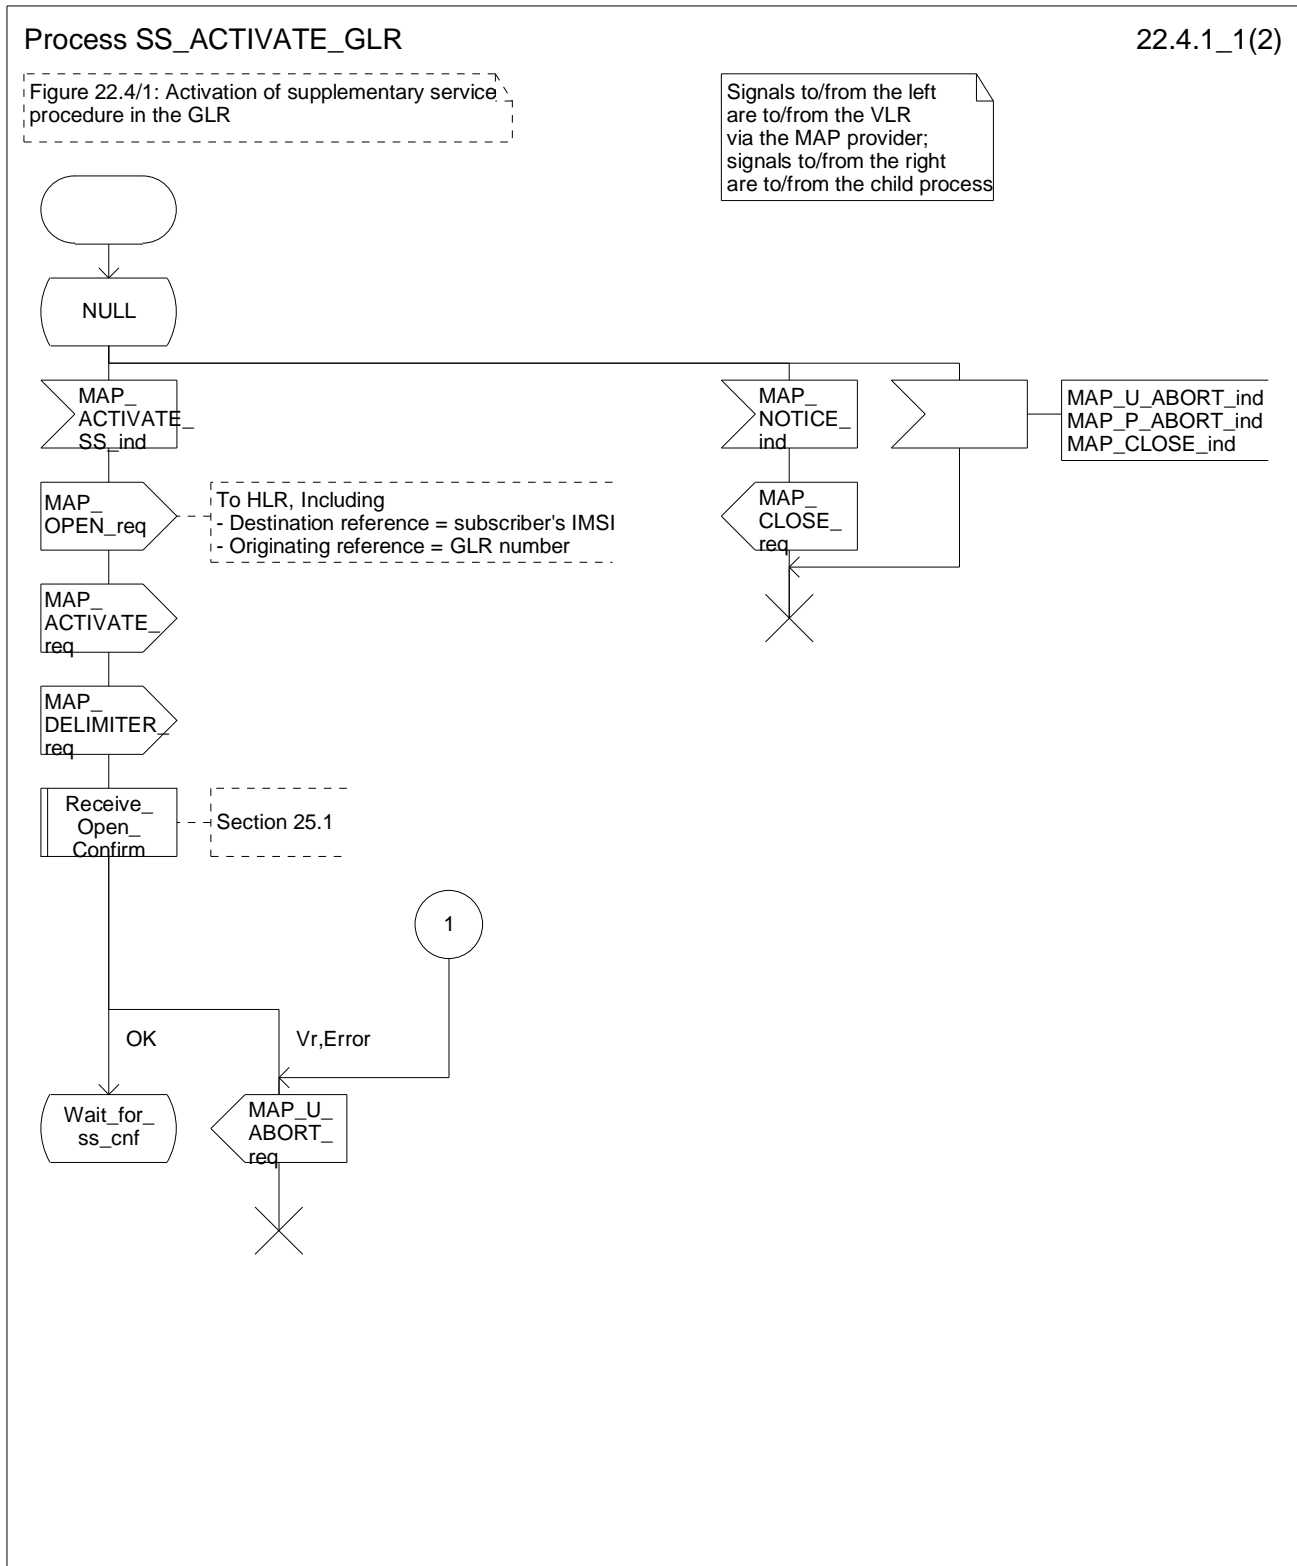 Process SS_ACTIVATE_GLR
22.4.1_1(2)
Figure 22.4/1: Activation of supplementary service
procedure in the GLR
Signals to/from the left
are to/from the VLR
via the MAP provider;
signals to/from the right
are to/from the child process
NULL
MAP_
ACTIVATE_
SS_ind
MAP_
NOTICE_
ind
MAP_U_ABORT_ind
MAP_P_ABORT_ind
MAP_CLOSE_ind
MAP_
OPEN_req
To HLR, Including
- Destination reference = subscriber's IMSI
- Originating reference = GLR number
MAP_
CLOSE_
req
MAP_
ACTIVATE_
req
MAP_
DELIMITER_
req
Receive_
Open_
Confirm
Section 25.1
1
OK
Vr,Error
Wait_for_
ss_cnf
MAP_U_
ABORT_
req